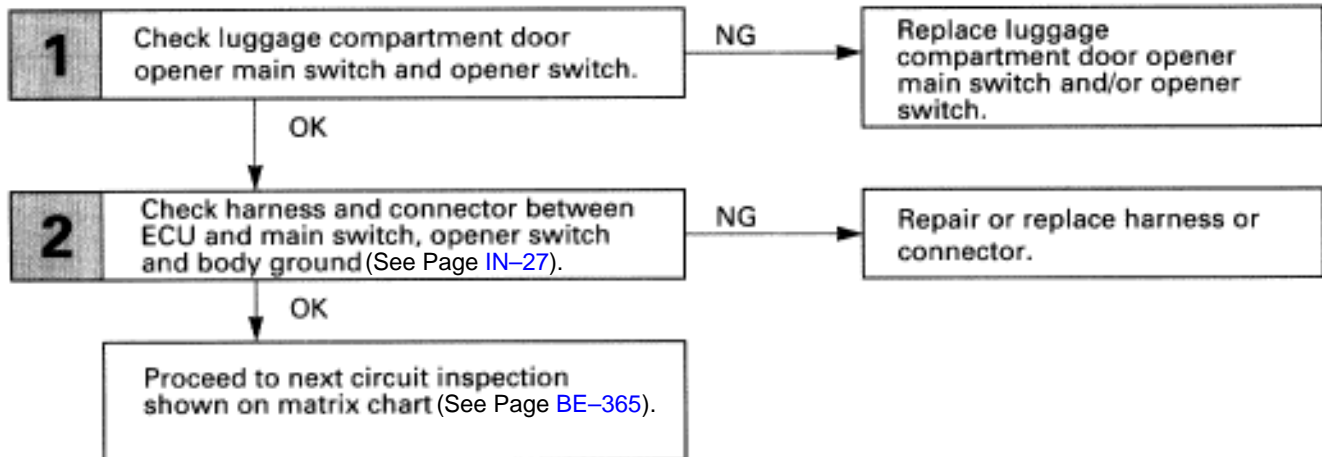 1
Check luggage compartment door
opener main switch and opener switch.
NG
Replace luggage
compartment door opener
main switch and/or opener
switch.
OK
2
Check harness and connector between
ECU and main switch, opener switch
and body ground (See Page IN–27).
NG
Repair or replace harness or
connector.
OK
Proceed to next circuit inspection
shown on matrix chart (See Page BE–365).